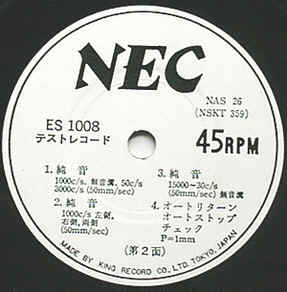 NEC
ES 1008
テストレコード
NAS 26
(NSKT 359)
45RPM
1. 純音
1000c/s, 無音溝, 50c/s
3000c/s (50mm/sec)
2. 純音
1000c/s 左側,
右側, 両側
(50mm/sec)
3. 純音
15000~30c/s
(50mm/sec) 無音溝
4. オートリターン
オートストップ
チェック
P=1mm
(第2面)
MADE BY KING RECORD CO., LTD. TOKYO, JAPAN